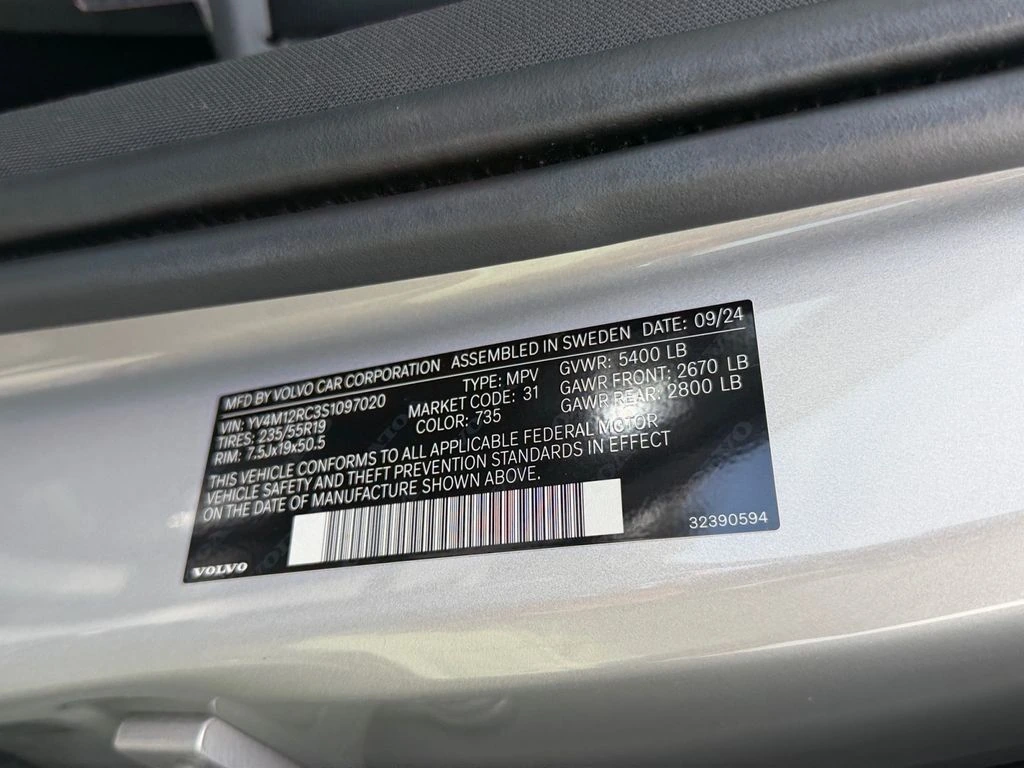 MFD BY VOLVO CAR CORPORATION ASSEMBLED IN SWEDEN DATE: 09/24
VIN: YV4M12RC3S1097020 TYPE: MPV GVWR: 5400 LB
TIRES: 235/55R19 MARKET CODE: 31 GAWR FRONT: 2670 LB
RIM: 7.5Jx19x50.5 COLOR: 735 GAWR REAR: 2800 LB
THIS VEHICLE CONFORMS TO ALL APPLICABLE FEDERAL MOTOR
VEHICLE SAFETY AND THEFT PREVENTION STANDARDS IN EFFECT
ON THE DATE OF MANUFACTURE SHOWN ABOVE.
32390594
VOLVO